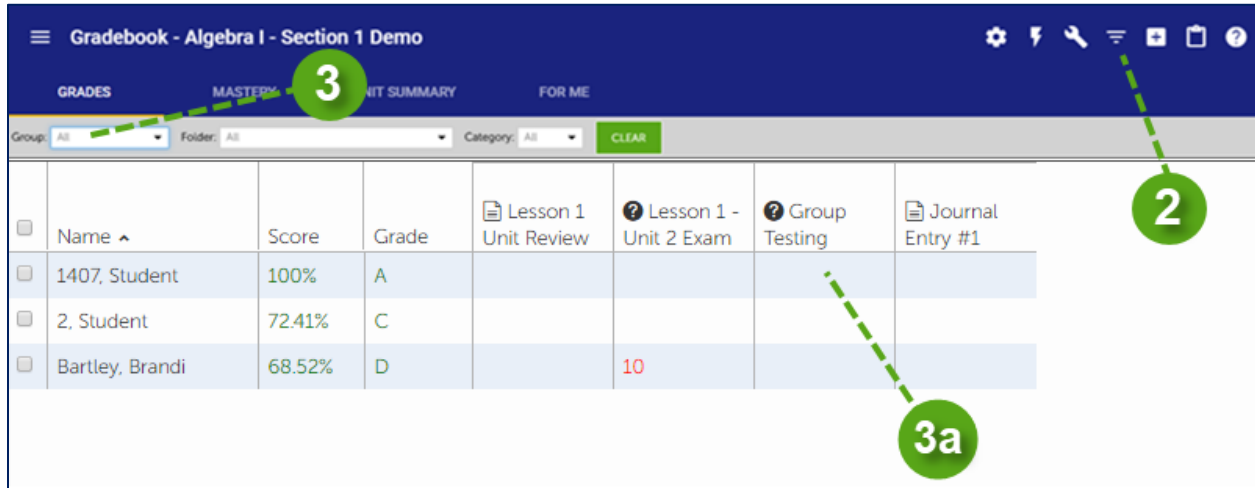 Gradebook - Algebra I - Section 1 Demo
GRADES MASTERY UNIT SUMMARY FOR ME
3
Group: All Folder: All Category: All CLEAR
2
Name Score Grade Lesson 1 Unit Review Lesson 1 - Unit 2 Exam Group Testing Journal Entry #1
1407, Student 100% A
2, Student 72.41% C
Bartley, Brandi 68.52% D 10
3a